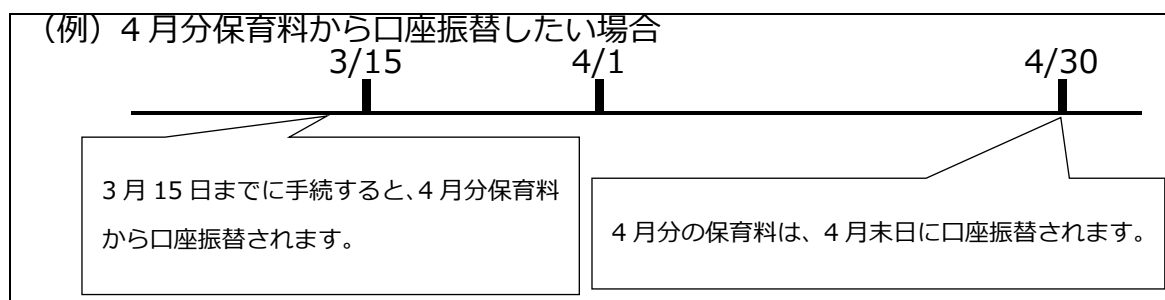 （例）４月分保育料から口座振替したい場合
3/15 4/1 4/30
３月 15 日までに手続すると、４月分保育料
から口座振替されます。
４月分の保育料は、４月末日に口座振替されます。